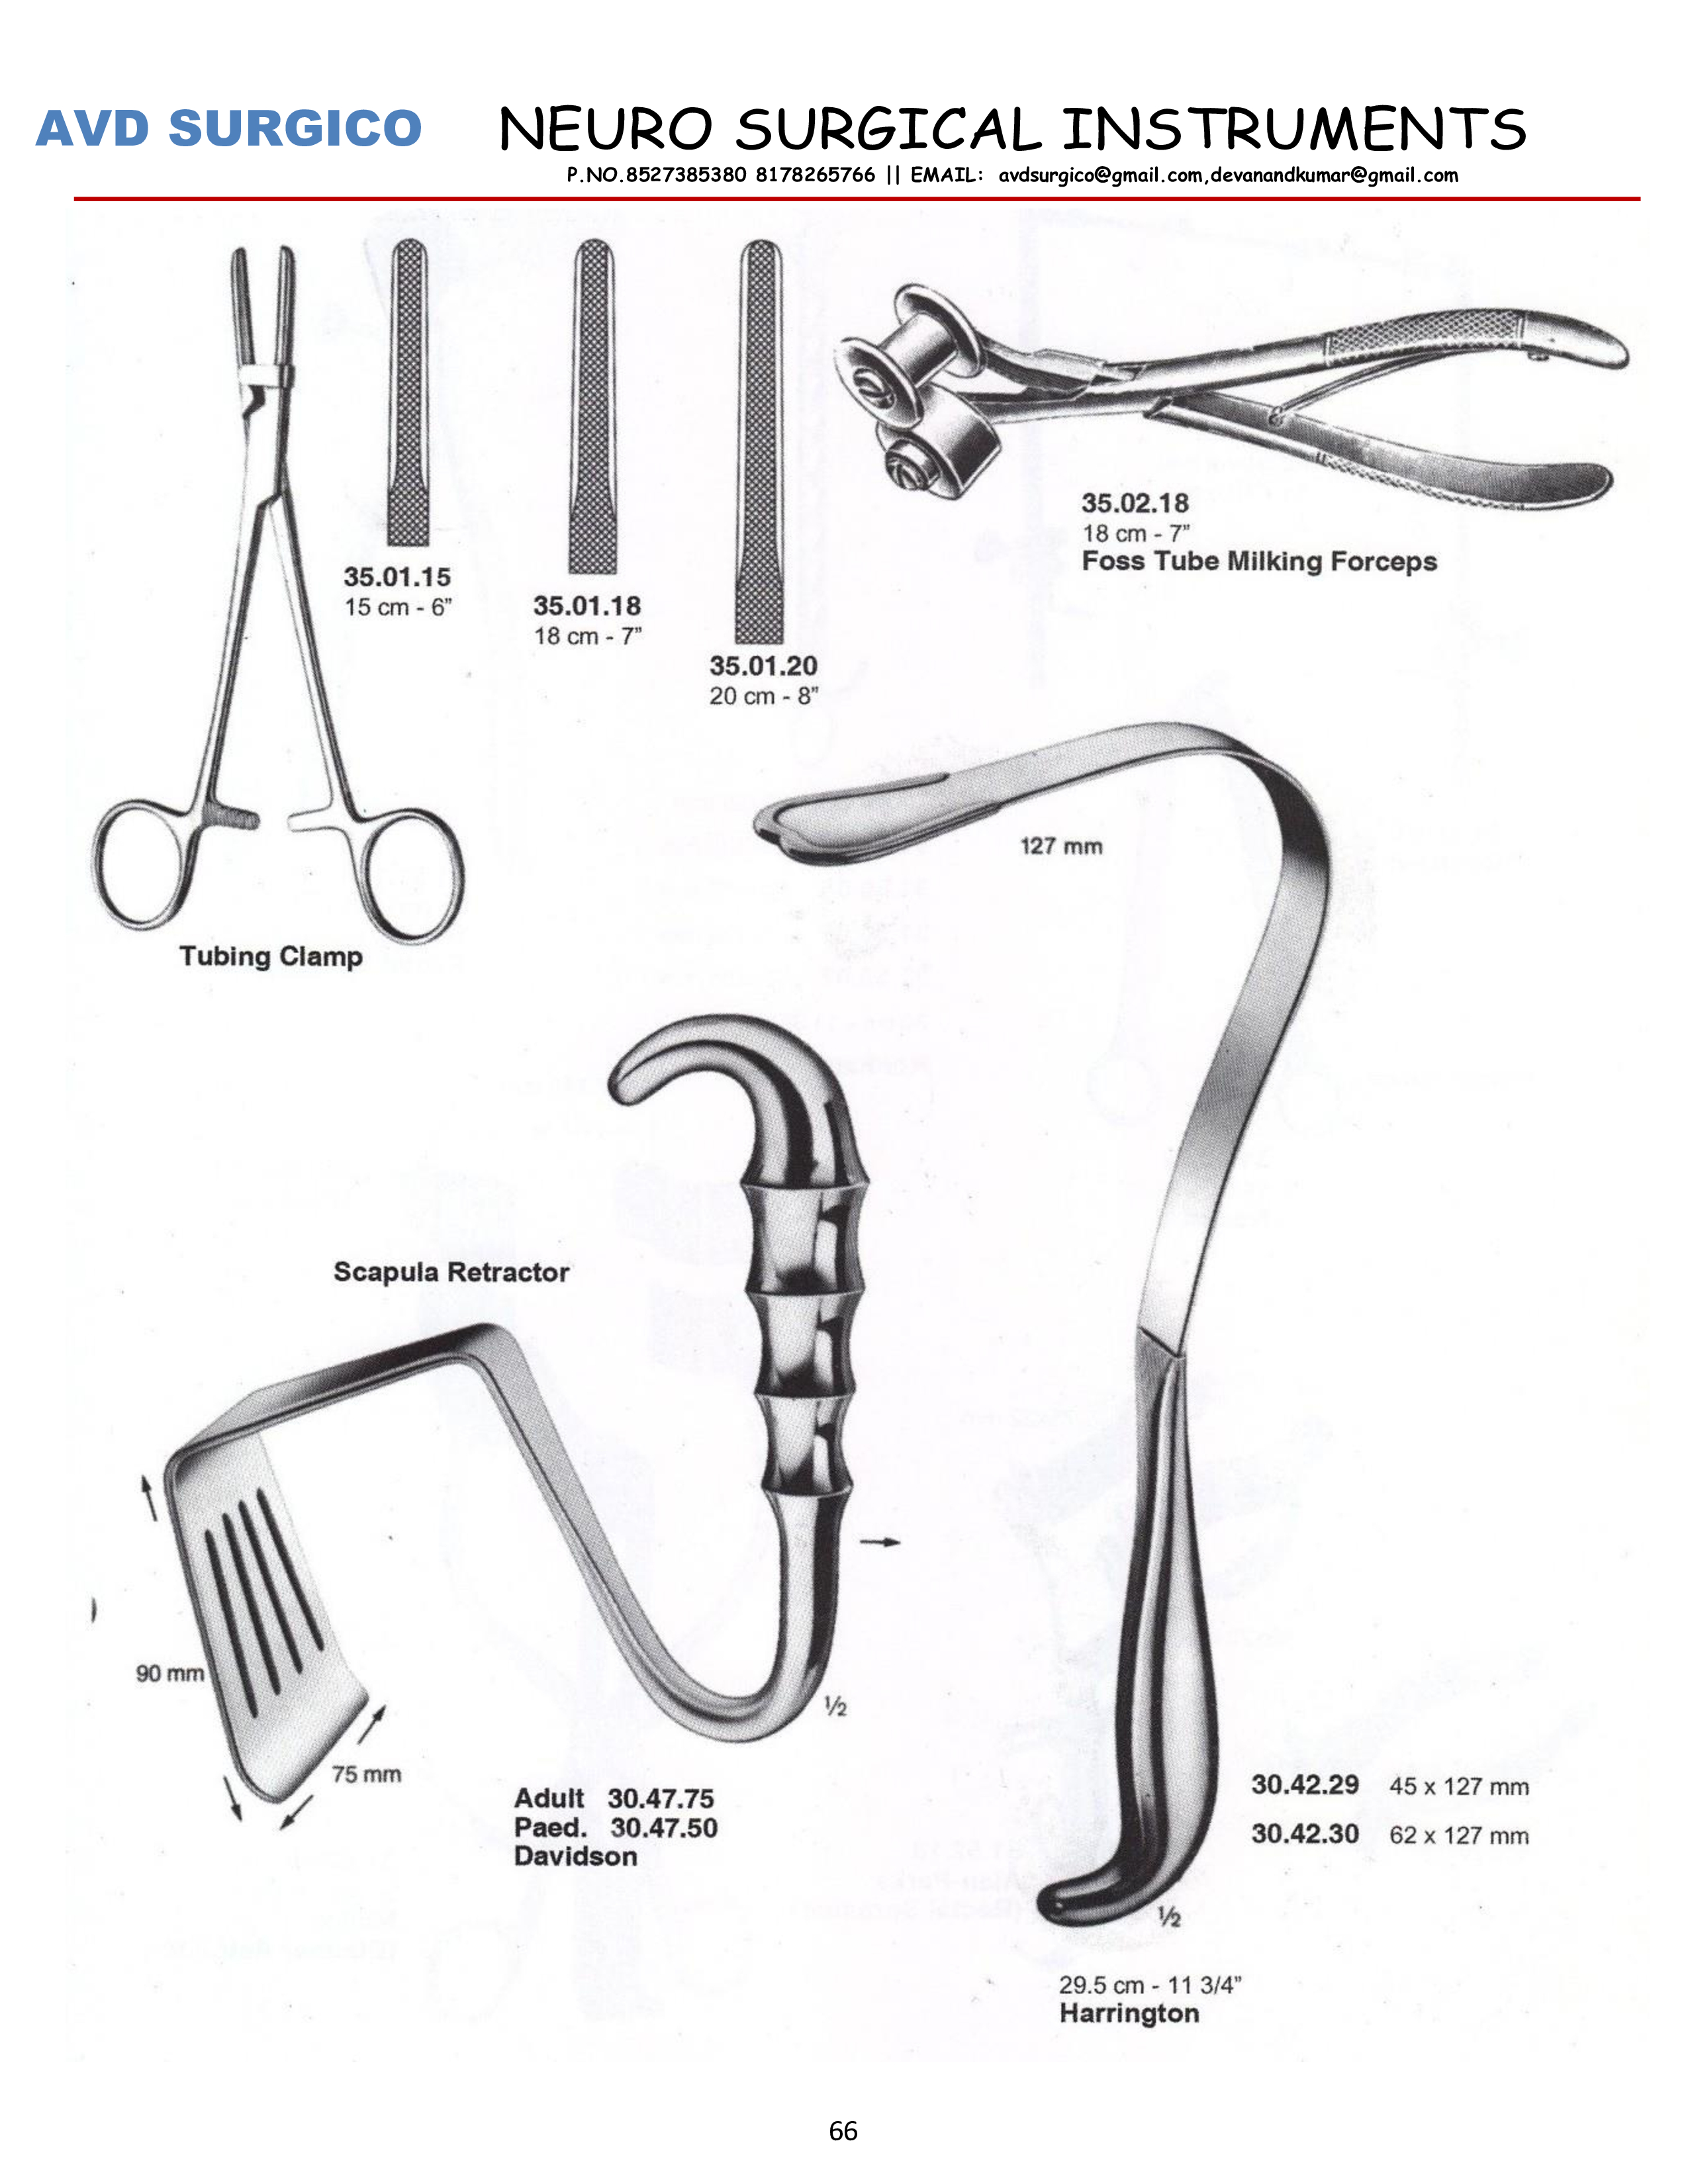 AVD SURGICO NEURO SURGICAL INSTRUMENTS
P.NO.8527385380 8178265766 || EMAIL: avdsurgico@gmail.com,devanandkumar@gmail.com
35.01.15
15 cm - 6”
35.01.18
18 cm - 7”
35.01.20
20 cm - 8”
35.02.18
18 cm - 7”
Foss Tube Milking Forceps
127 mm
Tubing Clamp
Scapula Retractor
90 mm
75 mm
½
Adult 30.47.75
Paed. 30.47.50
Davidson
30.42.29 45 x 127 mm
30.42.30 62 x 127 mm
½
29.5 cm - 11 3/4”
Harrington
66